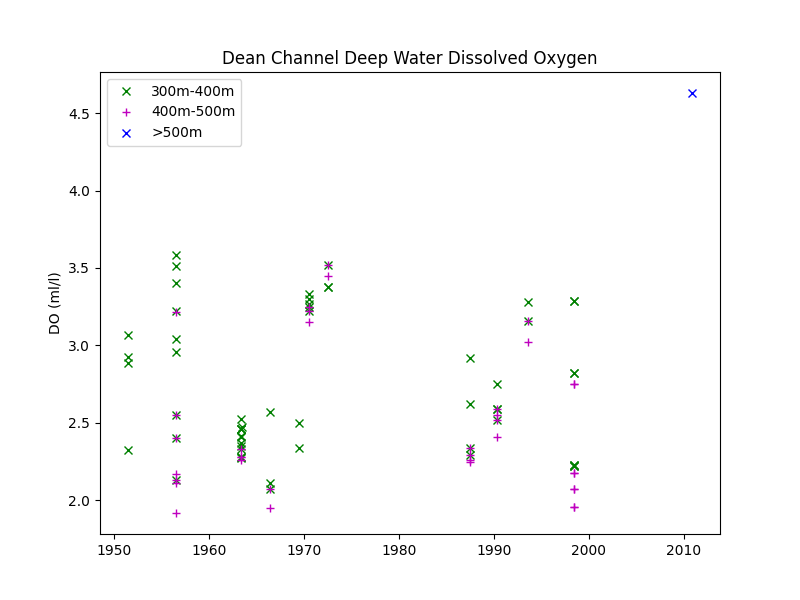 Dean Channel Deep Water Dissolved Oxygen
300m-400m
400m-500m
>500m
DO (ml/l)
4.5
4.0
3.5
3.0
2.5
2.0
1950 1960 1970 1980 1990 2000 2010